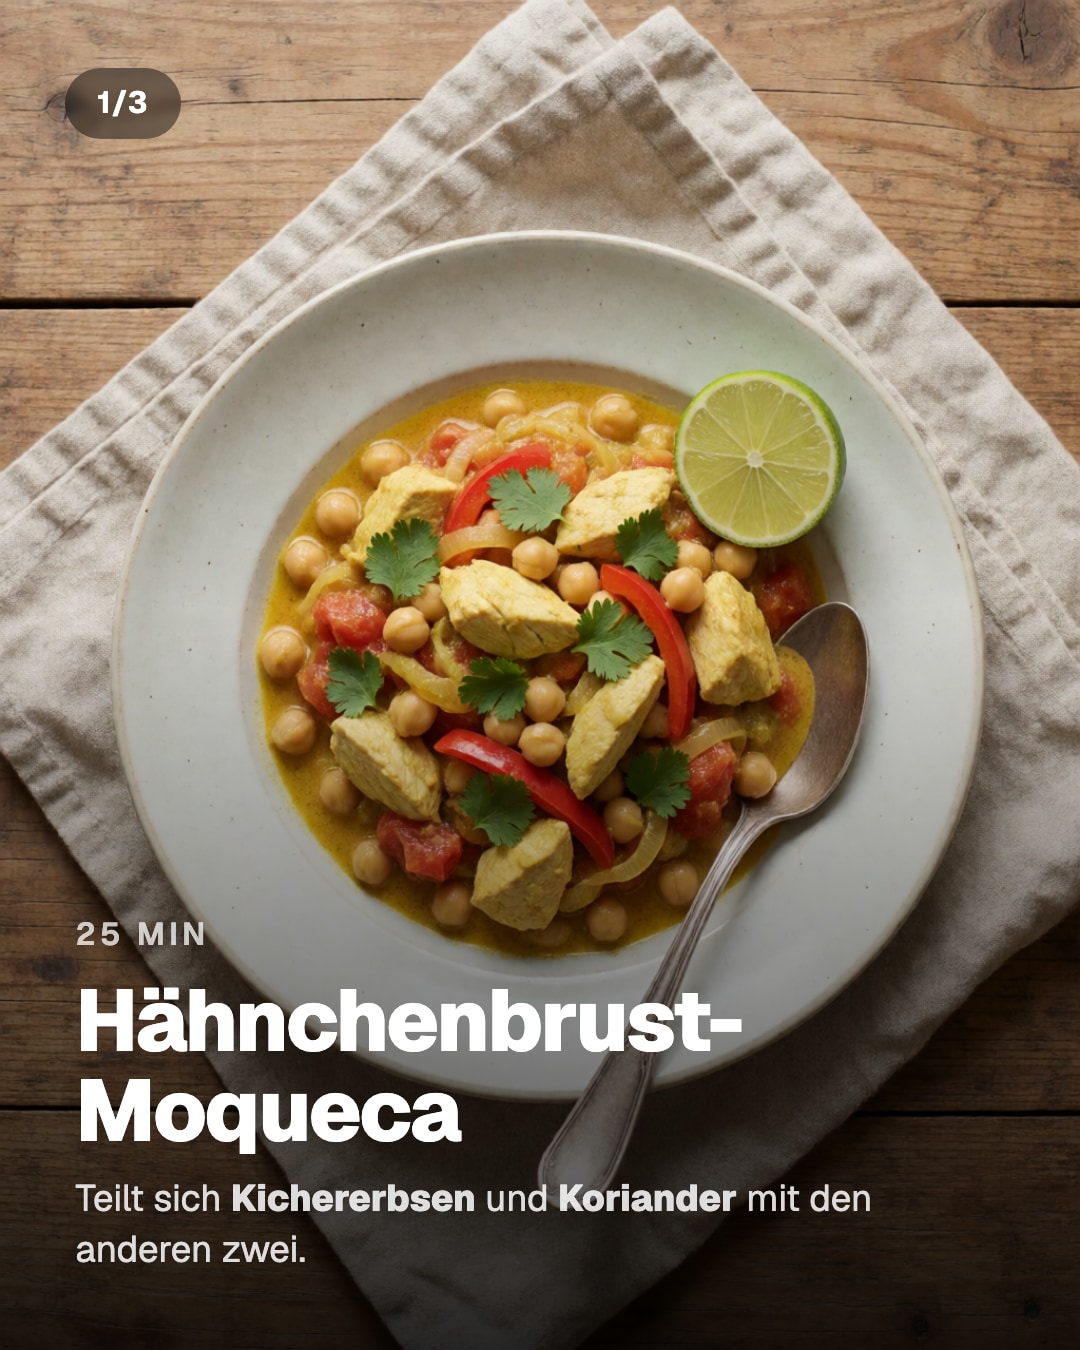 1/3
25 MIN
Hähnchenbrust-
Moqueca
Teilt sich Kichererbsen und Koriander mit den
anderen zwei.